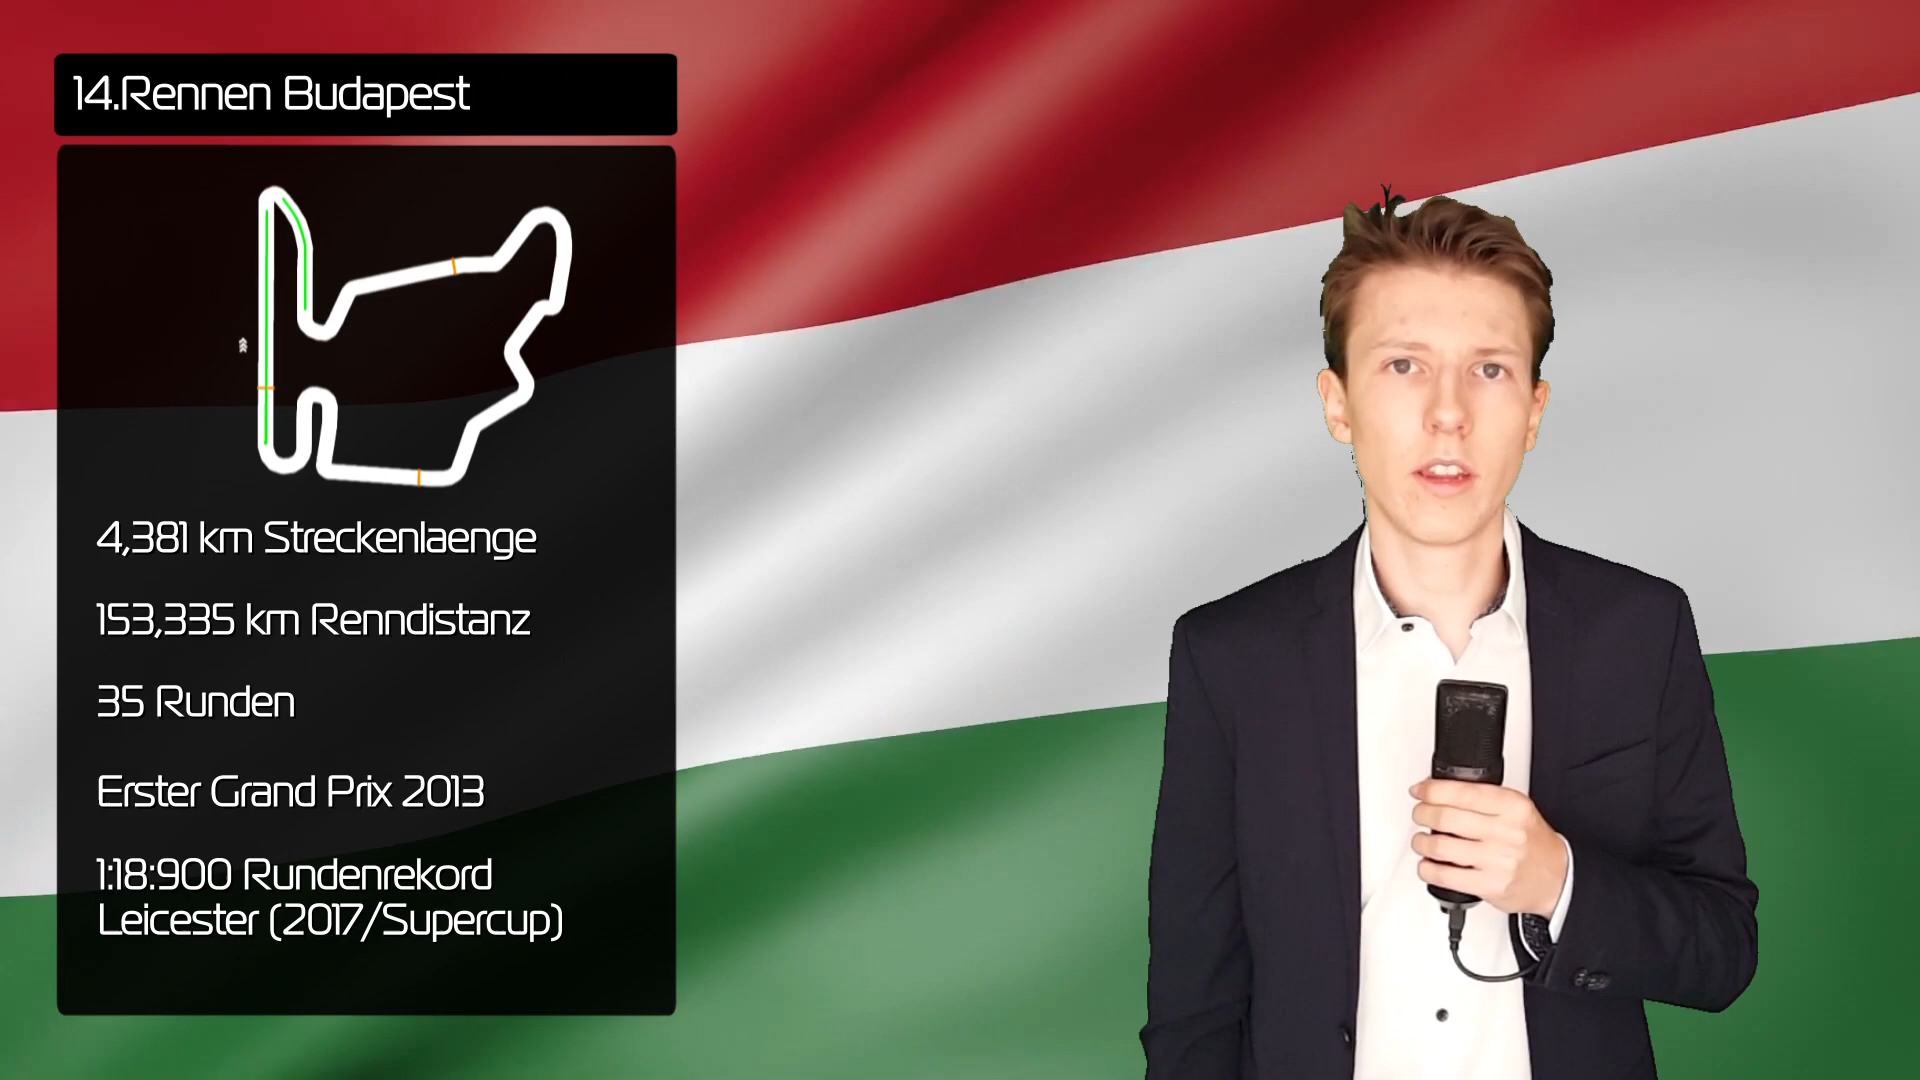 14.Rennen Budapest
4,381 km Streckenlaenge
153,335 km Renndistanz
35 Runden
Erster Grand Prix 2013
1:18:900 Rundenrekord
Leicester (2017/Supercup)